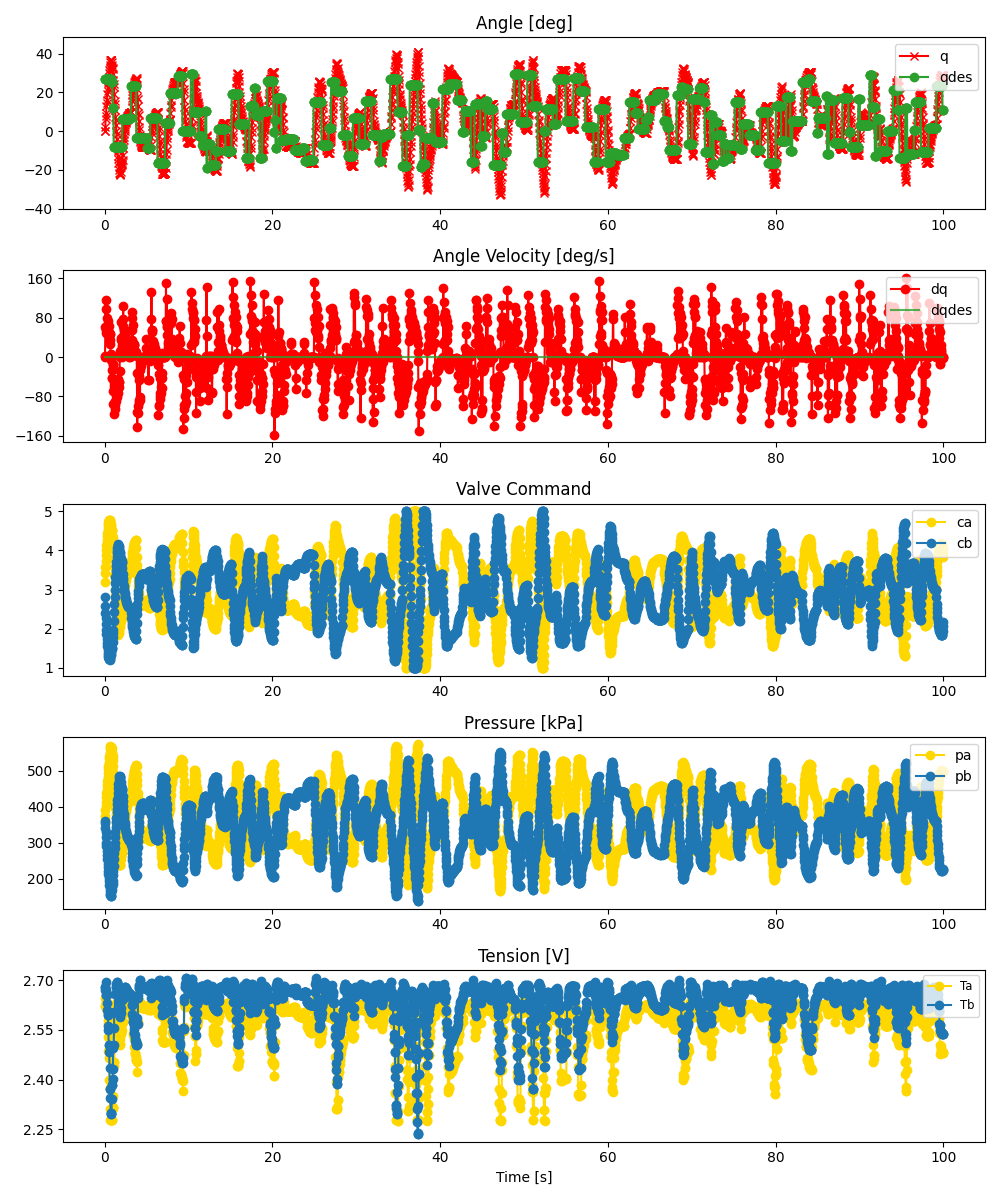 Angle [deg]
40
20
0
−20
−40
q
qdes
0 20 40 60 80 100
Angle Velocity [deg/s]
160
80
0
−80
−160
dq
dqdes
0 20 40 60 80 100
Valve Command
5
4
3
2
1
ca
cb
0 20 40 60 80 100
Pressure [kPa]
500
400
300
200
pa
pb
0 20 40 60 80 100
Tension [V]
2.70
2.55
2.40
2.25
Ta
Tb
0 20 40 60 80 100
Time [s]